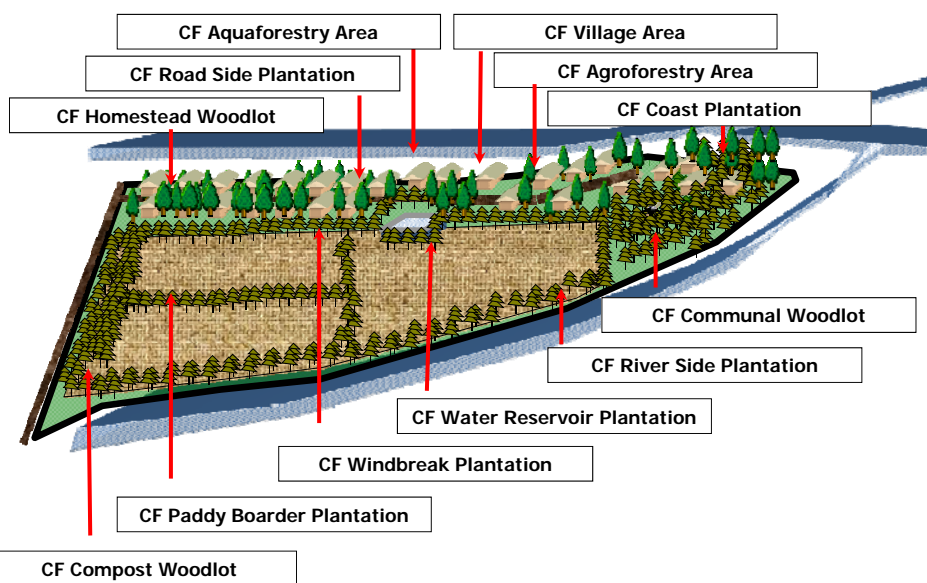 CF Aquaforestry Area
CF Village Area
CF Road Side Plantation
CF Agroforestry Area
CF Homestead Woodlot
CF Coast Plantation
CF Communal Woodlot
CF River Side Plantation
CF Water Reservoir Plantation
CF Windbreak Plantation
CF Paddy Boarder Plantation
CF Compost Woodlot